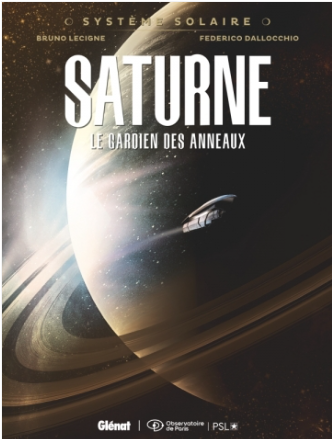 SYSTÈME SOLAIRE
BRUNO LECIGNE FEDERICO DALLOCCHIO
SATURNE
LE GARDIEN DES ANNEAUX
Glénat Observatoire de Paris PSL